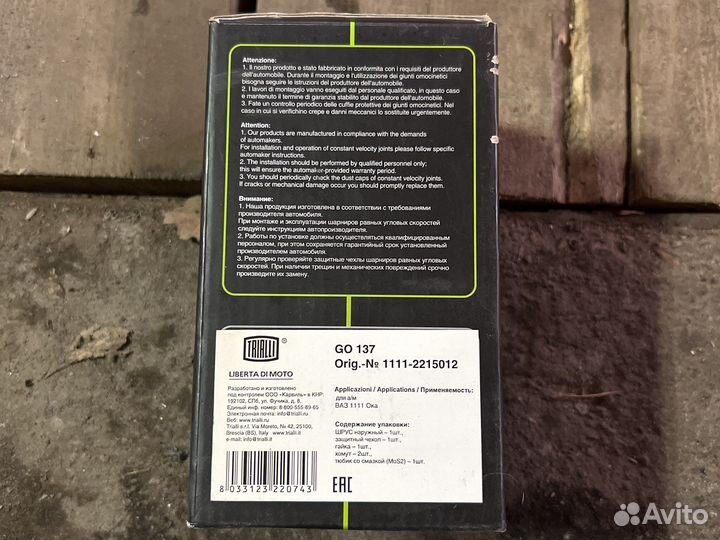 Attenzione:
1. Il nostro prodotto e stato fabbricato in conformita con i requisiti del produttore
dell'automobile. Durante il montaggio e l'utilizzazione dei giunti omocinetici
bisogna seguire le istruzioni del produttore dell'automobile.
2. I lavori di montaggio vanno eseguiti dal personale qualificato, in questo caso
e mantenuto il termine di garanzia stabilito dal produttore dell'automobile.
3. Fate un controllo periodico delle cuffie protettive dei giunti omocinetici. Nel
caso in cui si verifichino crepe e danni meccanici lo sostituite urgentemente.
Attention:
1. Our products are manufactured in compliance with the demands
of automakers.
For installation and operation of constant velocity joints please follow specific
automaker instructions.
2. The installation should be performed by qualified personnel only;
this will ensure the automaker-provided warranty period.
3. You should periodically check the dust caps of constant velocity joints.
If cracks or mechanical damage occur you should promptly replace them.
Внимание:
1. Наша продукция изготовлена в соответствии с требованиями
производителя автомобиля.
При монтаже и эксплуатации шарниров равных угловых скоростей
следуйте инструкциям автопроизводителя.
2. Работы по установке должны осуществляться квалифицированным
персоналом, при этом сохраняется гарантийный срок установленный
производителем автомобиля.
3. Регулярно проверяйте защитные чехлы шарниров равных угловых
скоростей. При наличии трещин и механических повреждений срочно
произведите их замену.
TRIALLI ®
LIBERTA DI MOTO
Разработано и изготовлено
под контролем ООО «Карвиль» в КНР:
192102, СПб, ул. Фучика, д. 8,
Единый инф. номер: 8-800-555-89-65
Электронная почта: info@trialli.ru
Веб: www.trialli.ru
Trialli s.r.l. Via Moreto, № 42, 25100,
Brescia (BS), Italy www.trialli.it
e-mail: info@trialli.it
8 033123 220743
GO 137
Orig.-№ 1111-2215012
Applicazioni / Applications / Применяемость:
для а/м
ВАЗ 1111 Ока
Содержание упаковки:
ШРУС наружный – 1шт.,
защитный чехол – 1шт.,
гайка – 1шт.,
хомут – 2шт.,
тюбик со смазкой (MoS2) – 1шт.
EAC
Avito